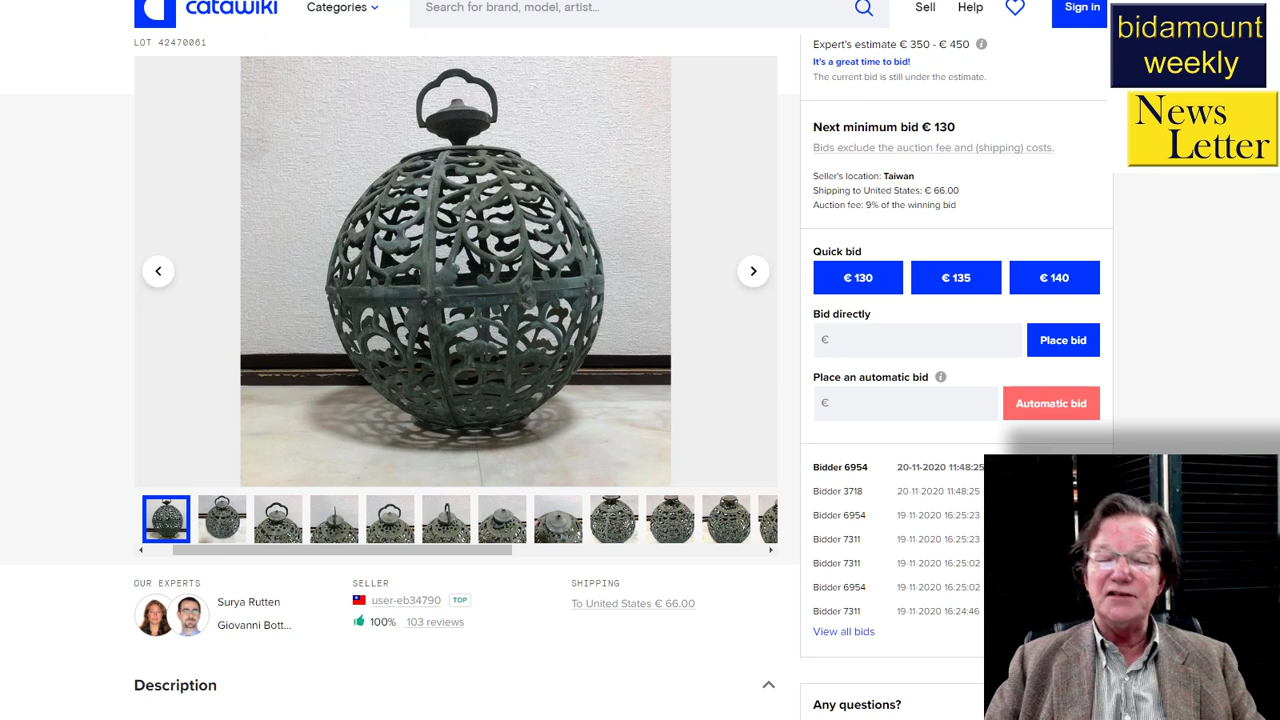 catawiki
Categories
Search for brand, model, artist...
Sell
Help
Sign in
bidamount
weekly
News
Letter
LOT 42470061
Expert's estimate € 350 - € 450
It's a great time to bid!
The current bid is still under the estimate.
Next minimum bid € 130
Bids exclude the auction fee and (shipping) costs.
Seller's location: Taiwan
Shipping to United States: € 66.00
Auction fee: 9% of the winning bid
Quick bid
€ 130
€ 135
€ 140
Bid directly
€
Place bid
Place an automatic bid
€
Automatic bid
Bidder 6954 20-11-2020 11:48:25
Bidder 3718 20-11-2020 11:48:25
Bidder 6954 19-11-2020 16:25:23
Bidder 7311 19-11-2020 16:25:23
Bidder 7311 19-11-2020 16:25:02
Bidder 6954 19-11-2020 16:25:02
Bidder 7311 19-11-2020 16:24:46
View all bids
OUR EXPERTS
Surya Rutten
Giovanni Bott...
SELLER
user-eb34790 TOP
100% 103 reviews
SHIPPING
To United States € 66.00
Description
Any questions?